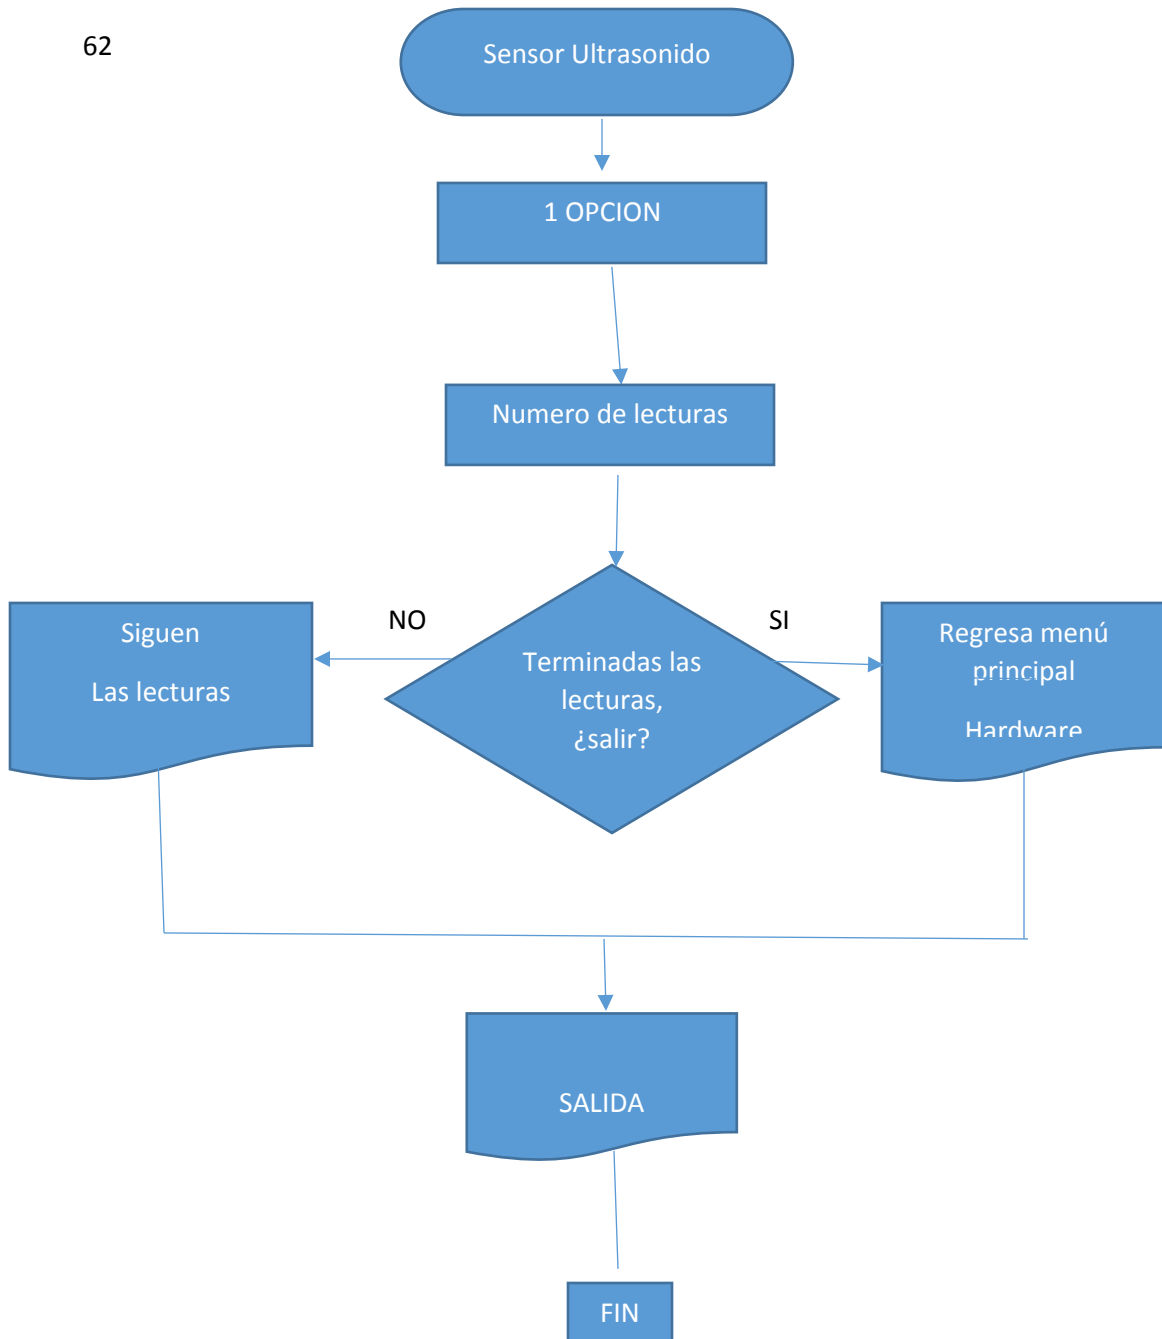 62
Sensor Ultrasonido
1 OPCION
Numero de lecturas
NO
SI
Siguen
Las lecturas
Terminadas las
lecturas,
¿salir?
Regresa menú
principal
Hardware
SALIDA
FIN